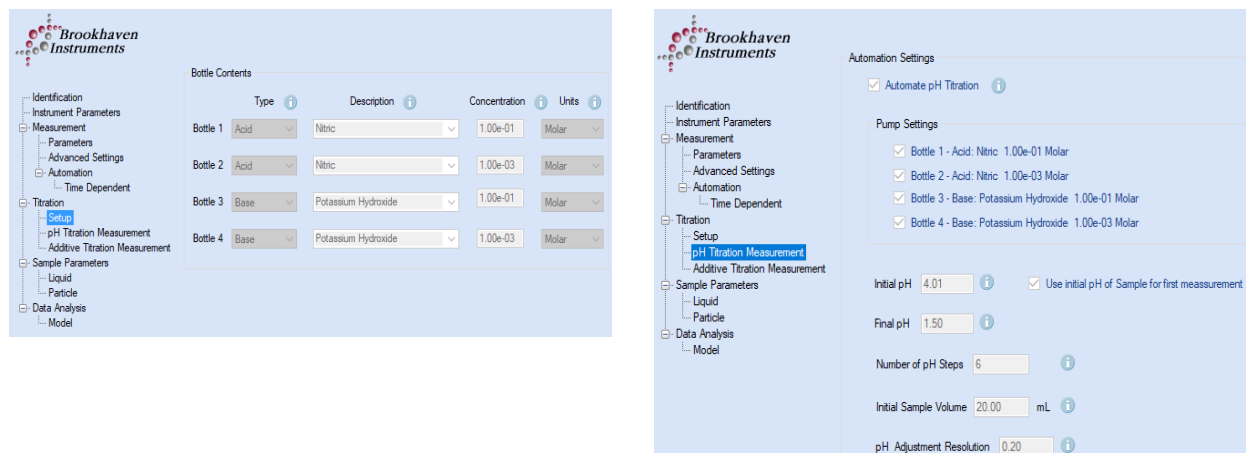 Brookhaven
Instruments
Identification
Instrument Parameters
Measurement
Parameters
Advanced Settings
Automation
Time Dependent
Titration
Setup
pH Titration Measurement
Additive Titration Measurement
Sample Parameters
Liquid
Particle
Data Analysis
Model
Bottle Contents
Type Description Concentration Units
Bottle 1 Acid Nitric 1.00e-01 Molar
Bottle 2 Acid Nitric 1.00e-03 Molar
Bottle 3 Base Potassium Hydroxide 1.00e-01 Molar
Bottle 4 Base Potassium Hydroxide 1.00e-03 Molar
Brookhaven
Instruments
Identification
Instrument Parameters
Measurement
Parameters
Advanced Settings
Automation
Time Dependent
Titration
Setup
pH Titration Measurement
Additive Titration Measurement
Sample Parameters
Liquid
Particle
Data Analysis
Model
Automation Settings
Automate pH Titration
Pump Settings
Bottle 1 - Acid: Nitric 1.00e-01 Molar
Bottle 2 - Acid: Nitric 1.00e-03 Molar
Bottle 3 - Base: Potassium Hydroxide 1.00e-01 Molar
Bottle 4 - Base: Potassium Hydroxide 1.00e-03 Molar
Initial pH 4.01 Use initial pH of Sample for first meassurement
Final pH 1.50
Number of pH Steps 6
Initial Sample Volume 20.00 mL
pH Adjustment Resolution 0.20